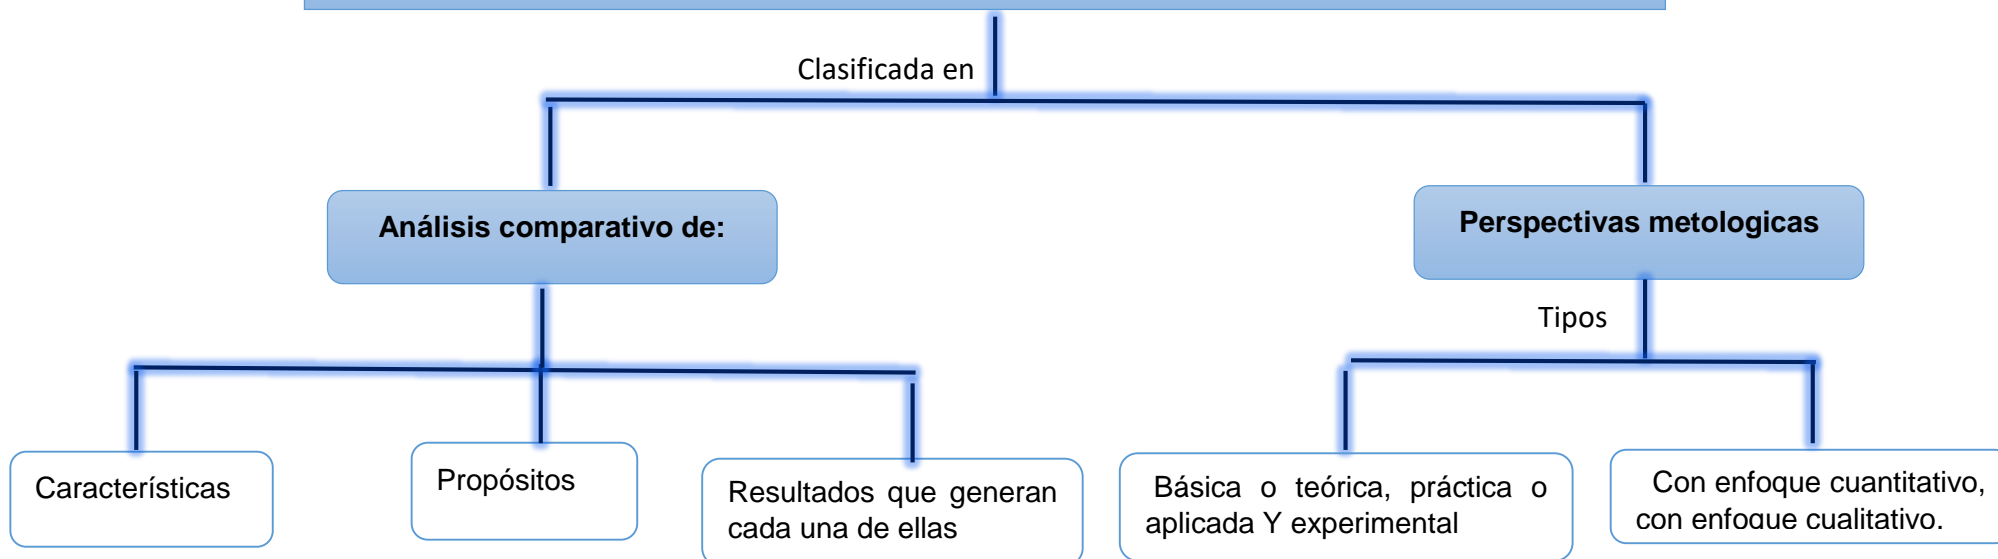 Clasificada en
Análisis comparativo de:
Perspectivas metologicas
Tipos
Características
Propósitos
Resultados que generan
cada una de ellas
Básica o teórica, práctica o
aplicada Y experimental
Con enfoque cuantitativo,
con enfoque cualitativo.